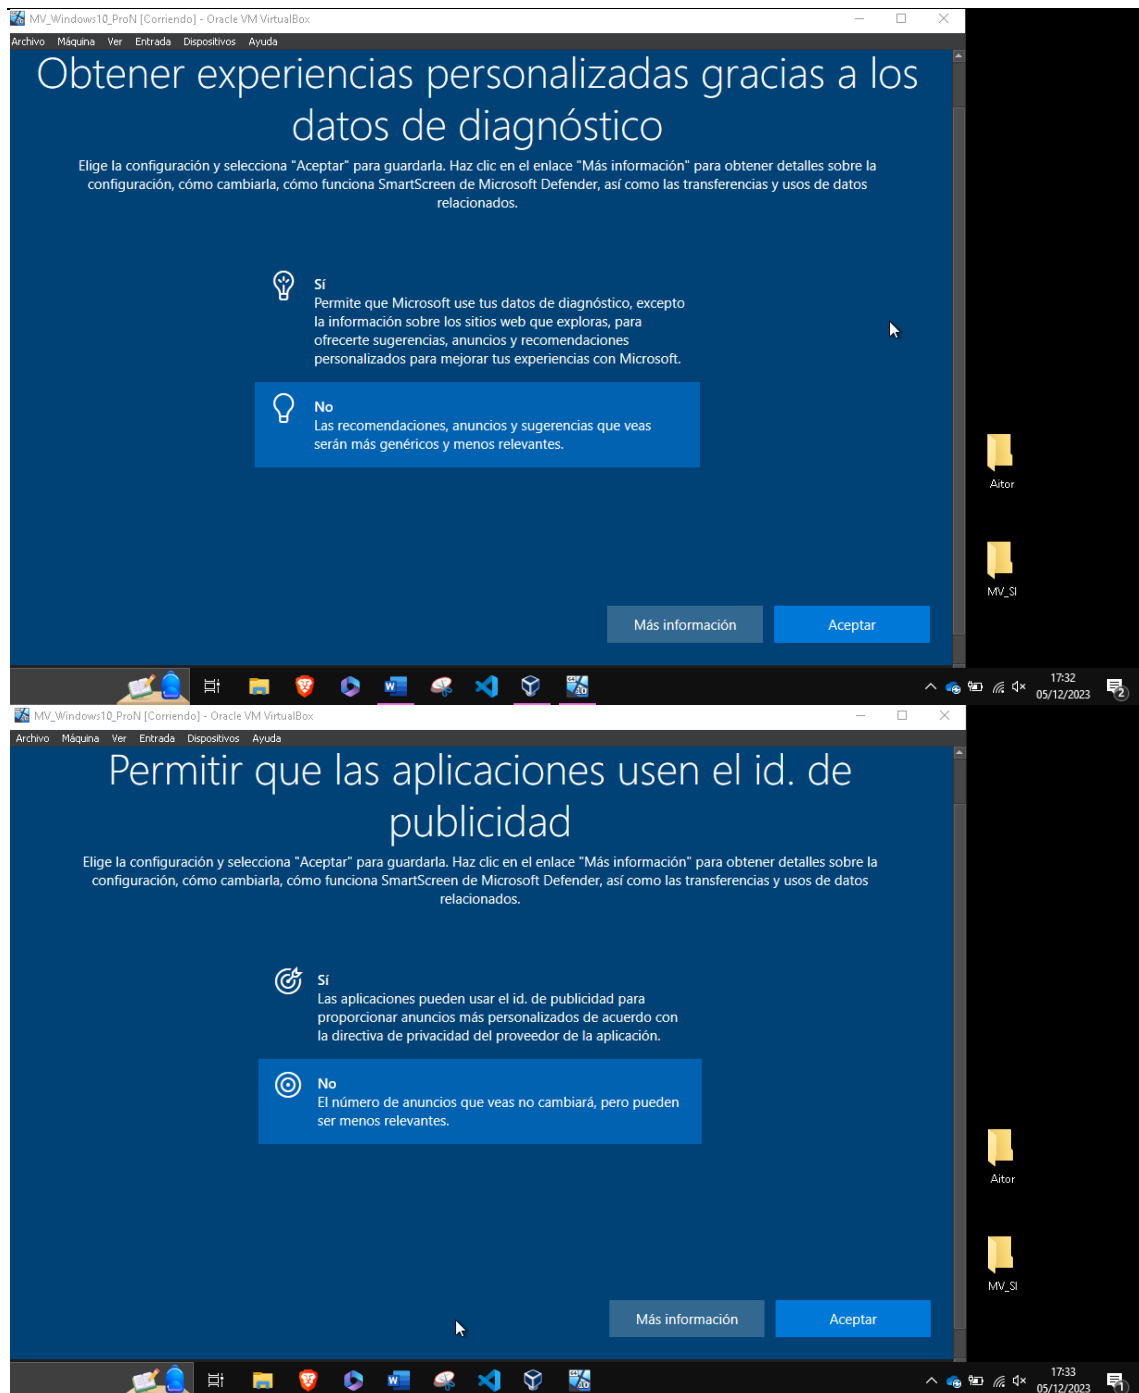 MV_Windows10_ProN [Corriendo] - Oracle VM VirtualBox
Archivo Máquina Ver Entrada Dispositivos Ayuda
Obtener experiencias personalizadas gracias a los
datos de diagnóstico
Elige la configuración y selecciona "Aceptar" para guardarla. Haz clic en el enlace "Más información" para obtener detalles sobre la
configuración, cómo cambiarla, cómo funciona SmartScreen de Microsoft Defender, así como las transferencias y usos de datos
relacionados.
Sí
Permite que Microsoft use tus datos de diagnóstico, excepto
la información sobre los sitios web que exploras, para
ofrecerte sugerencias, anuncios y recomendaciones
personalizados para mejorar tus experiencias con Microsoft.
No
Las recomendaciones, anuncios y sugerencias que veas
serán más genéricos y menos relevantes.
Aitor
MV_SI
Más información Aceptar
17:32
05/12/2023
2
MV_Windows10_ProN [Corriendo] - Oracle VM VirtualBox
Archivo Máquina Ver Entrada Dispositivos Ayuda
Permitir que las aplicaciones usen el id. de
publicidad
Elige la configuración y selecciona "Aceptar" para guardarla. Haz clic en el enlace "Más información" para obtener detalles sobre la
configuración, cómo cambiarla, cómo funciona SmartScreen de Microsoft Defender, así como las transferencias y usos de datos
relacionados.
Sí
Las aplicaciones pueden usar el id. de publicidad para
proporcionar anuncios más personalizados de acuerdo con
la directiva de privacidad del proveedor de la aplicación.
No
El número de anuncios que veas no cambiará, pero pueden
ser menos relevantes.
Aitor
MV_SI
Más información Aceptar
17:33
05/12/2023
1